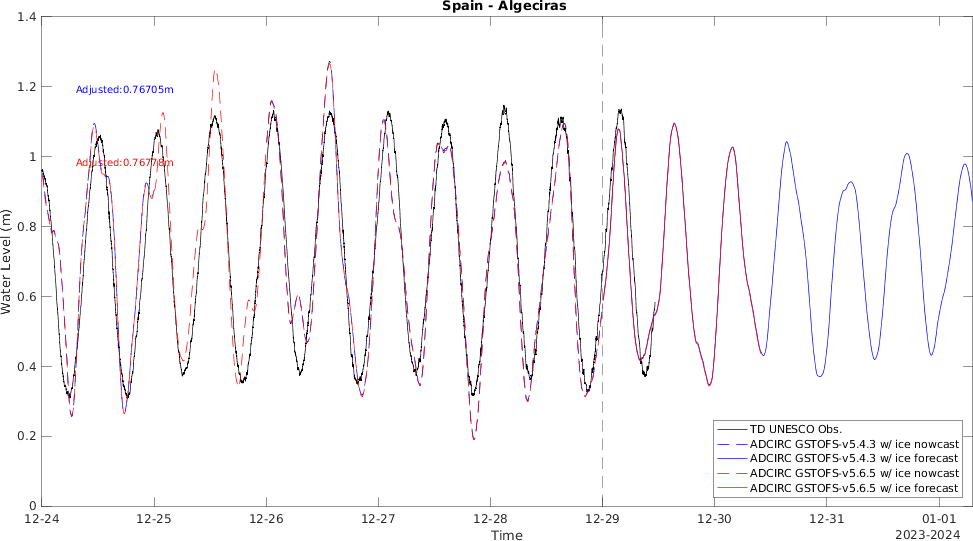 Spain - Algeciras
1.4
1.2
1
0.8
0.6
0.4
0.2
0
Water Level (m)
Adjusted:0.76705m
Adjusted:0.76778m
TD UNESCO Obs.
ADCIRC GSTOFS-v5.4.3 w/ ice nowcast
ADCIRC GSTOFS-v5.4.3 w/ ice forecast
ADCIRC GSTOFS-v5.6.5 w/ ice nowcast
ADCIRC GSTOFS-v5.6.5 w/ ice forecast
12-24 12-25 12-26 12-27 12-28 12-29 12-30 12-31 01-01
Time
2023-2024